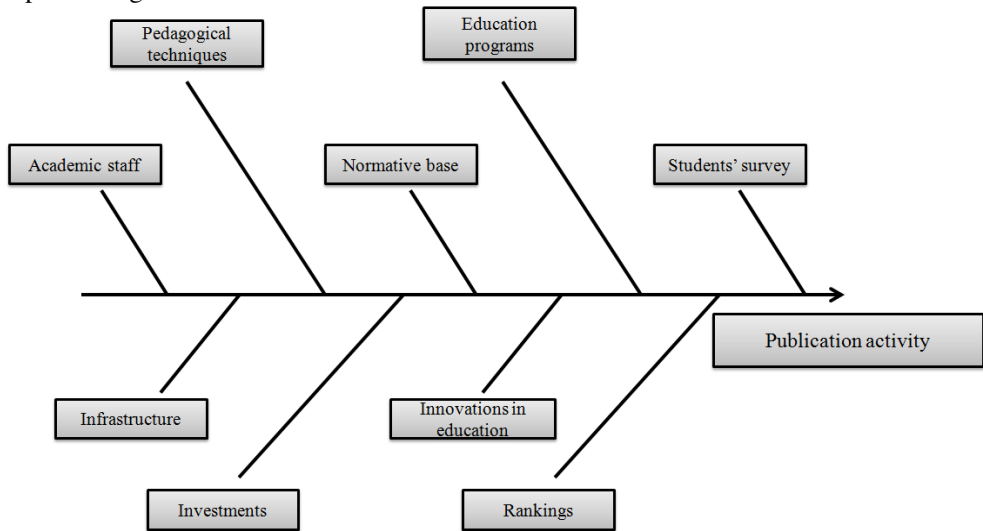 Pedagogical
techniques
Education
programs
Academic staff
Normative base
Students’ survey
Publication activity
Infrastructure
Innovations in
education
Investments
Rankings